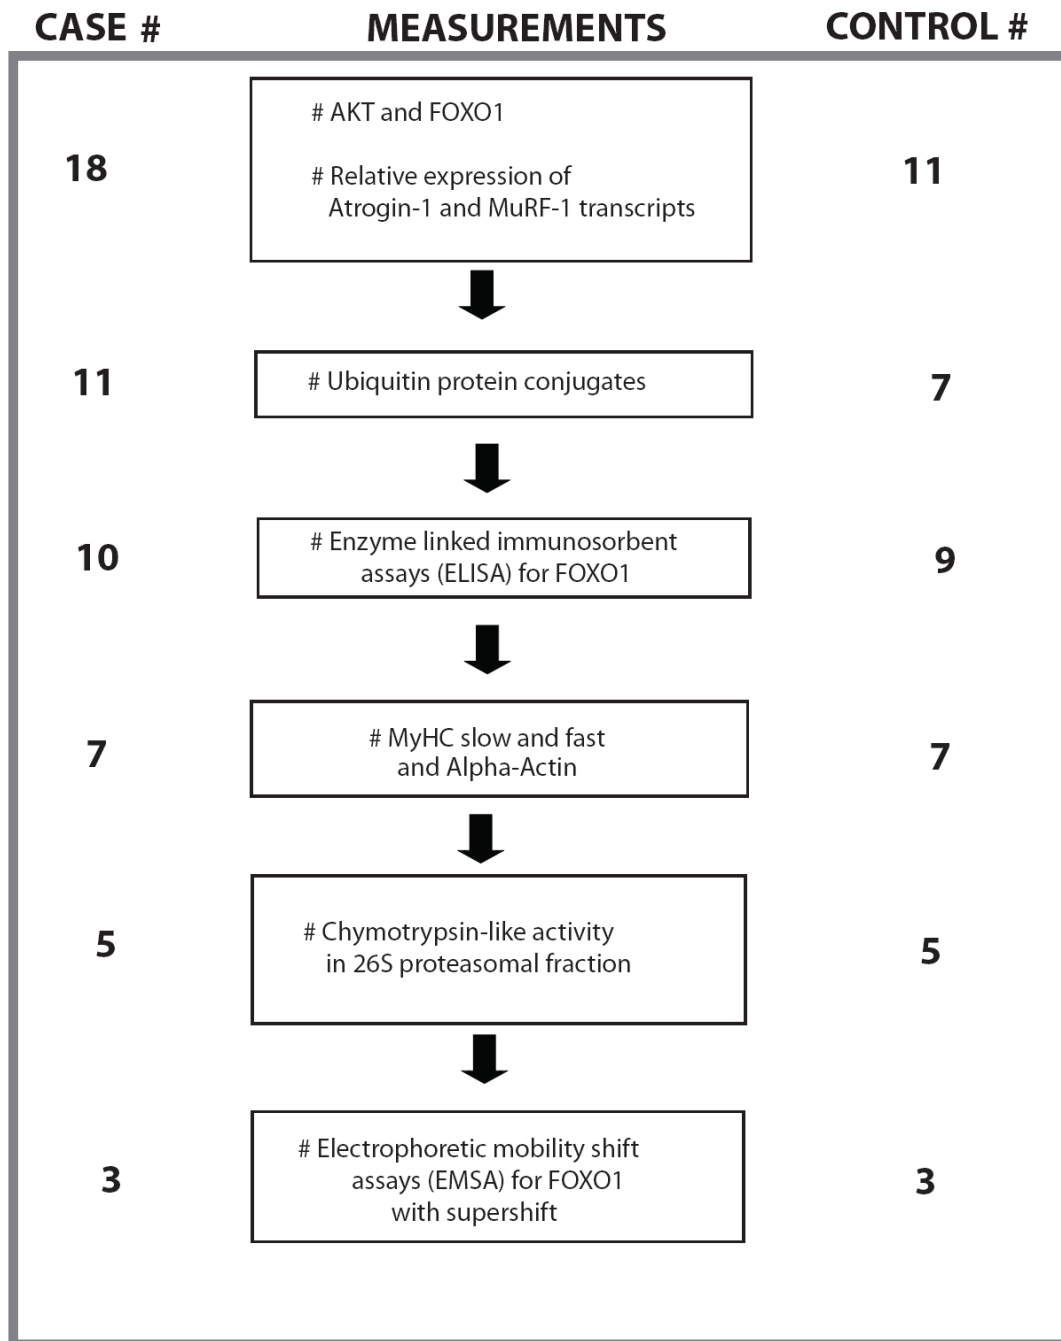 CASE # MEASUREMENTS CONTROL #
# AKT and FOXO1
18 11
# Relative expression of
Atrogin-1 and MuRF-1 transcripts
11 # Ubiquitin protein conjugates 7
# Enzyme linked immunosorbent
10 9
assays (ELISA) for FOXO1
# MyHC slow and fast
7 7
and Alpha-Actin
# Chymotrypsin-like activity
5 5
in 26S proteasomal fraction
# Electrophoretic mobility shift
3 assays (EMSA) for FOXO1 3
with supershift